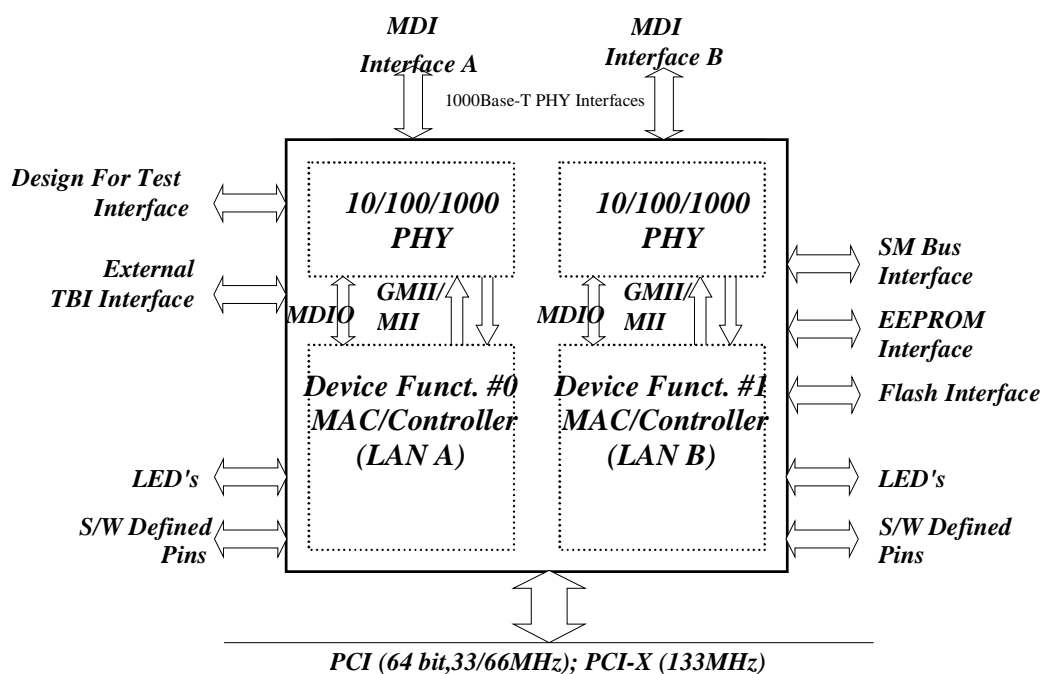 MDI
Interface A
MDI
Interface B
1000Base-T PHY Interfaces
Design For Test
Interface
External
TBI Interface
LED's
S/W Defined
Pins
10/100/1000
PHY
MDIO
GMII/
MII
Device Funct. #0
MAC/Controller
(LAN A)
10/100/1000
PHY
MDIO
GMII/
MII
Device Funct. #1
MAC/Controller
(LAN B)
SM Bus
Interface
EEPROM
Interface
Flash Interface
LED's
S/W Defined
Pins
PCI (64 bit,33/66MHz); PCI-X (133MHz)